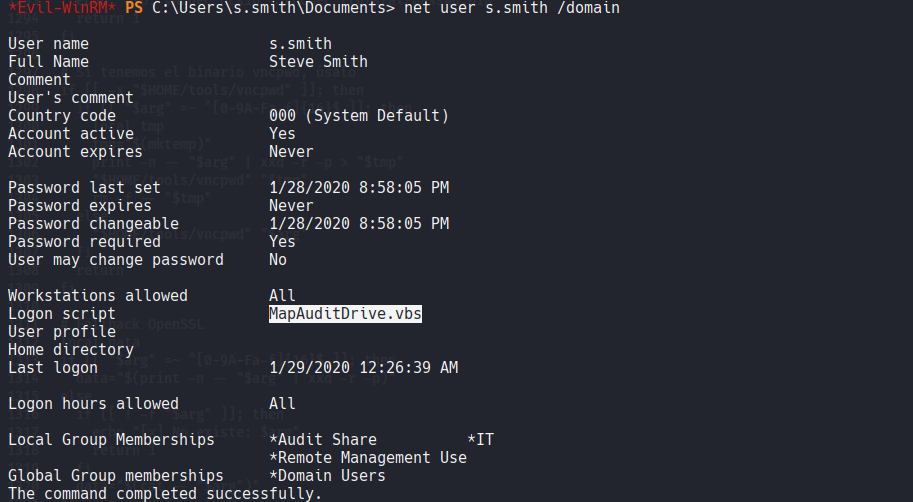 *Evil-WinRM* PS C:\Users\s.smith\Documents> net user s.smith /domain
User name                    s.smith
Full Name                    Steve Smith
Comment
User's comment
Country code                 000 (System Default)
Account active               Yes
Account expires              Never
Password last set            1/28/2020 8:58:05 PM
Password expires             Never
Password changeable          1/28/2020 8:58:05 PM
Password required            Yes
User may change password     No
Workstations allowed         All
Logon script                 MapAuditDrive.vbs
User profile
Home directory
Last logon                   1/29/2020 12:26:39 AM
Logon hours allowed          All
Local Group Memberships      *Audit Share          *IT
                             *Remote Management Use
Global Group memberships     *Domain Users
The command completed successfully.